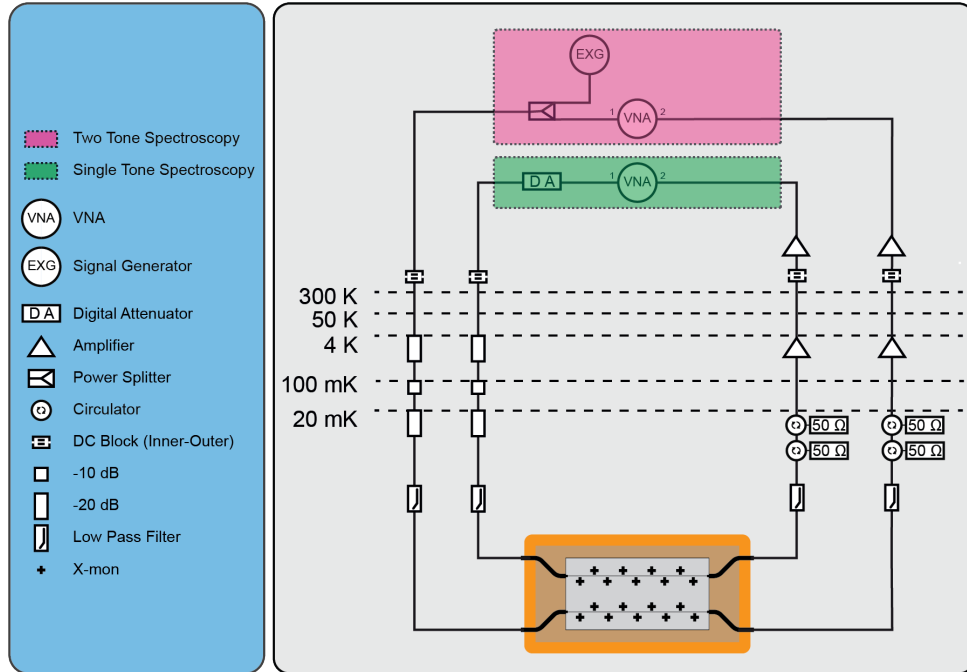 Two Tone Spectroscopy
Single Tone Spectroscopy
VNA VNA
EXG Signal Generator
D A Digital Attenuator
Amplifier
Power Splitter
Circulator
DC Block (Inner-Outer)
-10 dB
-20 dB
Low Pass Filter
X-mon
EXG
1 VNA 2
D A 1 VNA 2
300 K
50 K
4 K
100 mK
20 mK
50 Ω 50 Ω
50 Ω 50 Ω